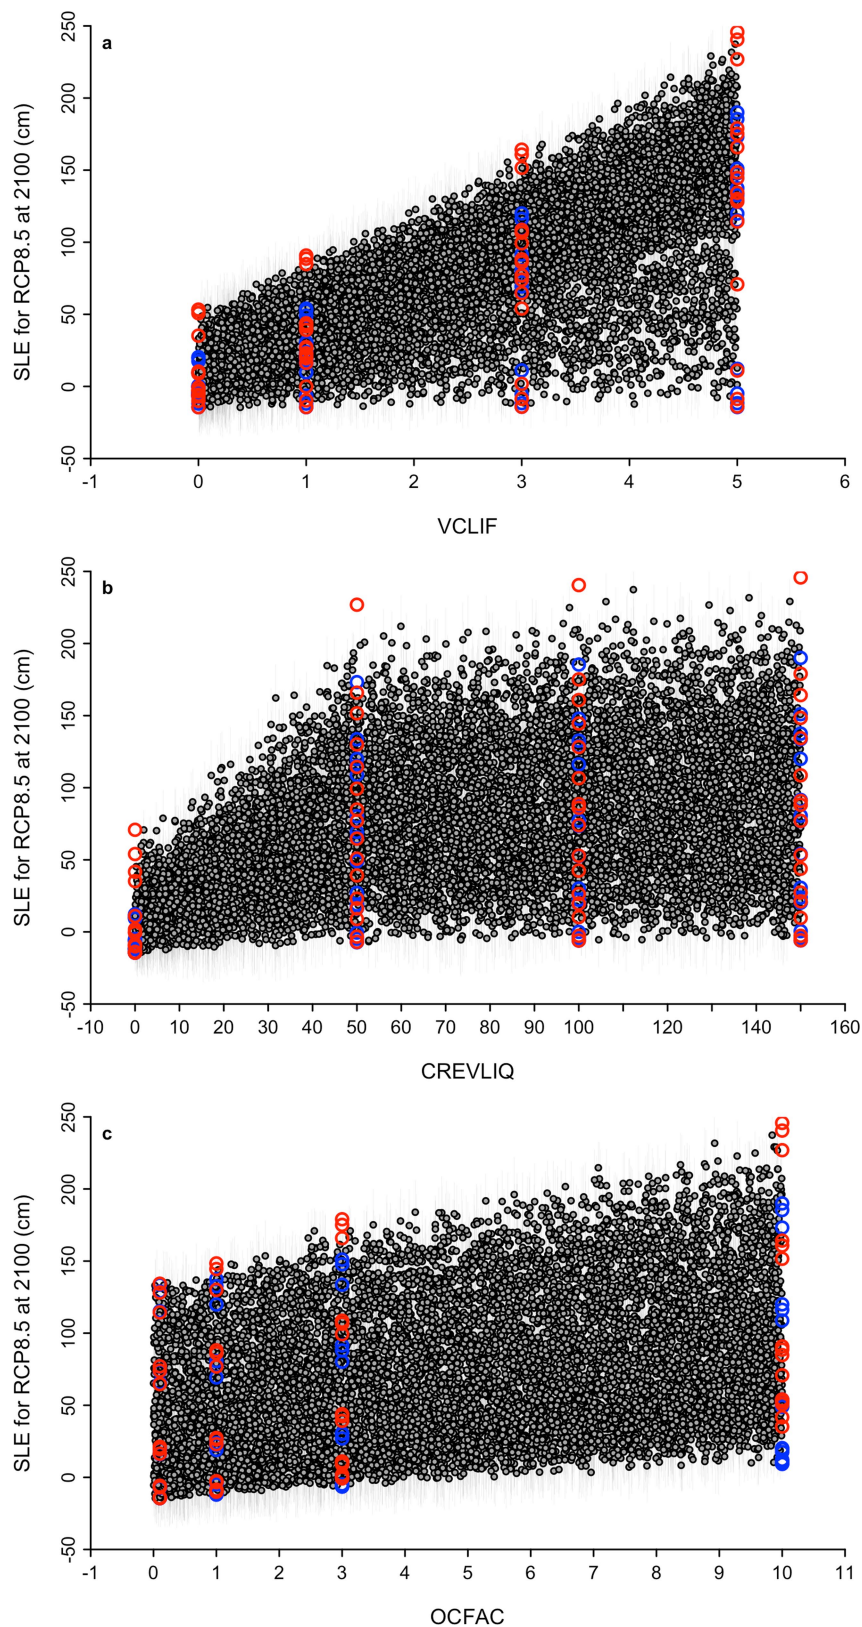 a
SLE for RCP8.5 at 2100 (cm)
250
200
150
100
50
0
-50
-1 0 1 2 3 4 5 6
VCLIF
b
SLE for RCP8.5 at 2100 (cm)
250
200
150
100
50
0
-50
-10 0 10 20 30 40 50 60 70 80 90 100 120 140 160
CREVLIQ
c
SLE for RCP8.5 at 2100 (cm)
250
200
150
100
50
0
-50
-1 0 1 2 3 4 5 6 7 8 9 10 11
OCFAC